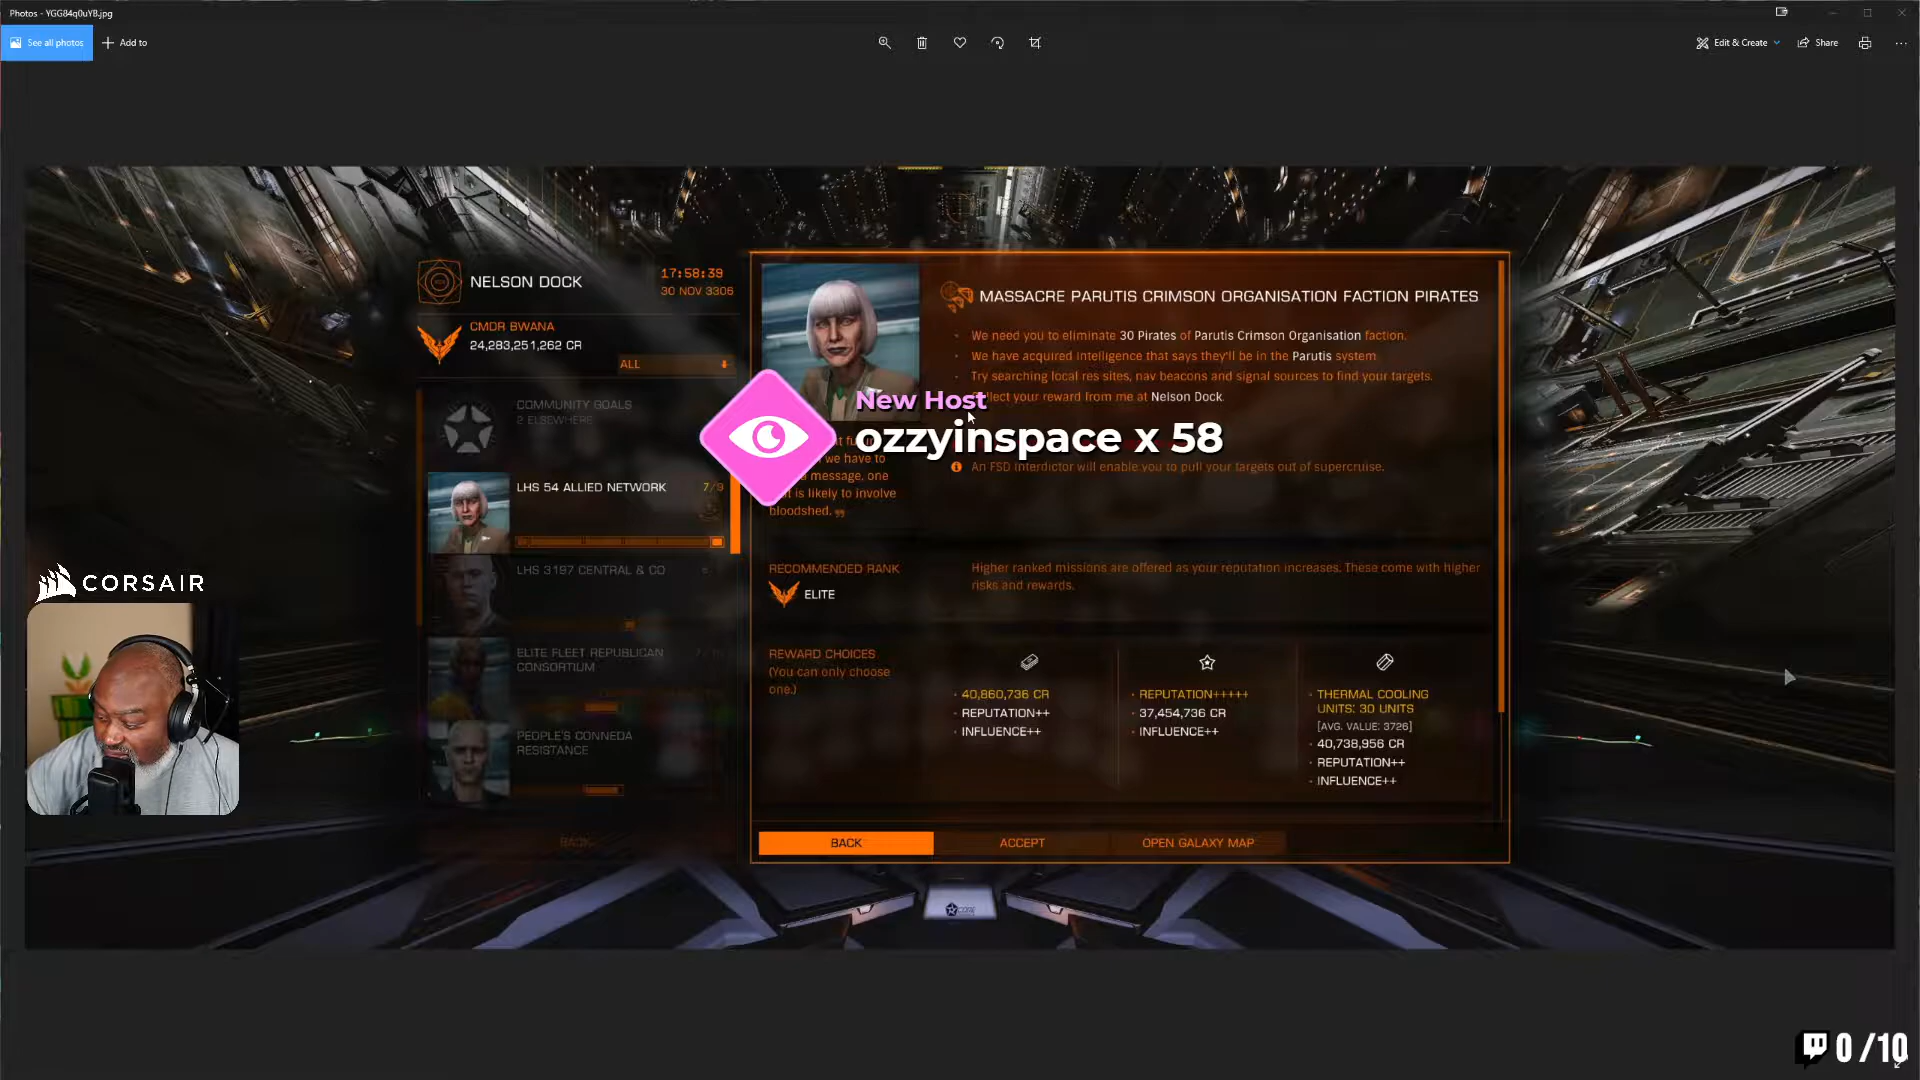 Photos - YGG84q0uYB.jpg
See all photos
Add to
Edit & Create
Share
NELSON DOCK
17:58:39
30 NOV 3306
CMDR BWANA
24,283,251,262 CR
ALL
COMMUNITY GOALS
2 ELSEWHERE
LHS 54 ALLIED NETWORK
7/9
LHS 3197 CENTRAL & CO
ELITE FLEET REPUBLICAN
CONSORTIUM
PEOPLE'S CONNEDA
RESISTANCE
BACK
MASSACRE PARUTIS CRIMSON ORGANISATION FACTION PIRATES
We need you to eliminate 30 Pirates of Parutis Crimson Organisation faction.
We have acquired intelligence that says they'll be in the Parutis system
Try searching local res sites, nav beacons and signal sources to find your targets.
your reward from me at Nelson Dock.
New Host
ozzyinspace x 58
we have to
message, one
is likely to involve
bloodshed.
An FSD Interdictor will enable you to pull your targets out of supercruise.
RECOMMENDED RANK
ELITE
Higher ranked missions are offered as your reputation increases. These come with higher
risks and rewards.
REWARD CHOICES
(You can only choose
one.)
40,860,736 CR
REPUTATION++
INFLUENCE++
REPUTATION+++++
37,454,736 CR
INFLUENCE++
THERMAL COOLING
UNITS: 30 UNITS
[AVG. VALUE: 3726]
40,738,956 CR
REPUTATION++
INFLUENCE++
BACK
ACCEPT
OPEN GALAXY MAP
CORSAIR
CORE
0/10